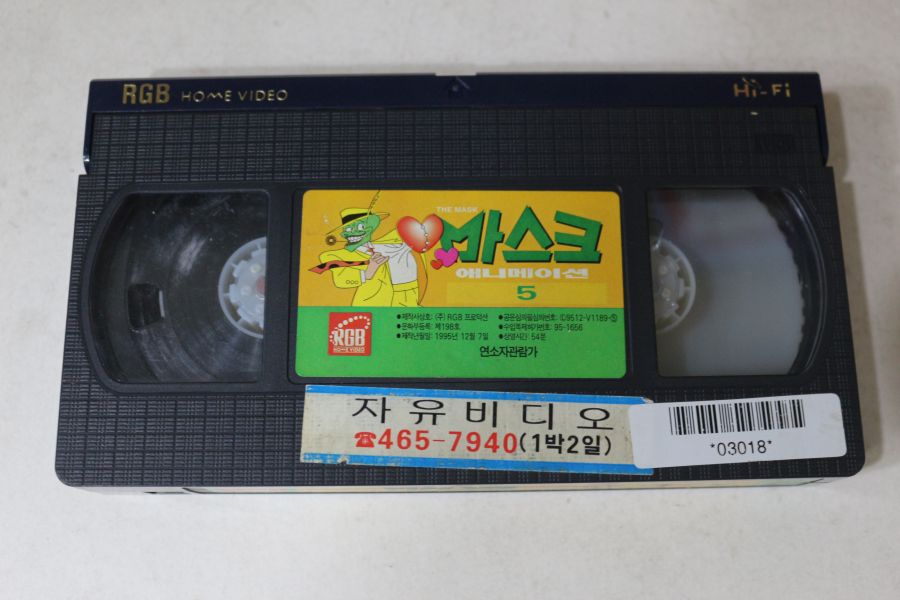 RGB HOME VIDEO
Hi-Fi
THE MASK
마스크
애니메이션
5
RGB
HOME VIDEO
●제작사상호: (주) RGB 프로덕션
●문화부등록: 제198호
●제작년월일: 1995년 12월 7일
●공윤심의필심의번호: ⓒ9512-V1189-Ⓢ
●수입특제허가번호: 95-1656
●상영시간: 54분
연소자관람가
자유비디오
☎465-7940(1박2일)
*03018*